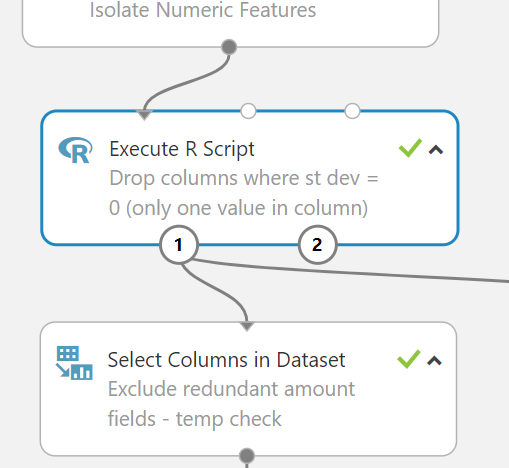 Isolate Numeric Features
Execute R Script
Drop columns where st dev =
0 (only one value in column)
1 2
Select Columns in Dataset
Exclude redundant amount
fields - temp check